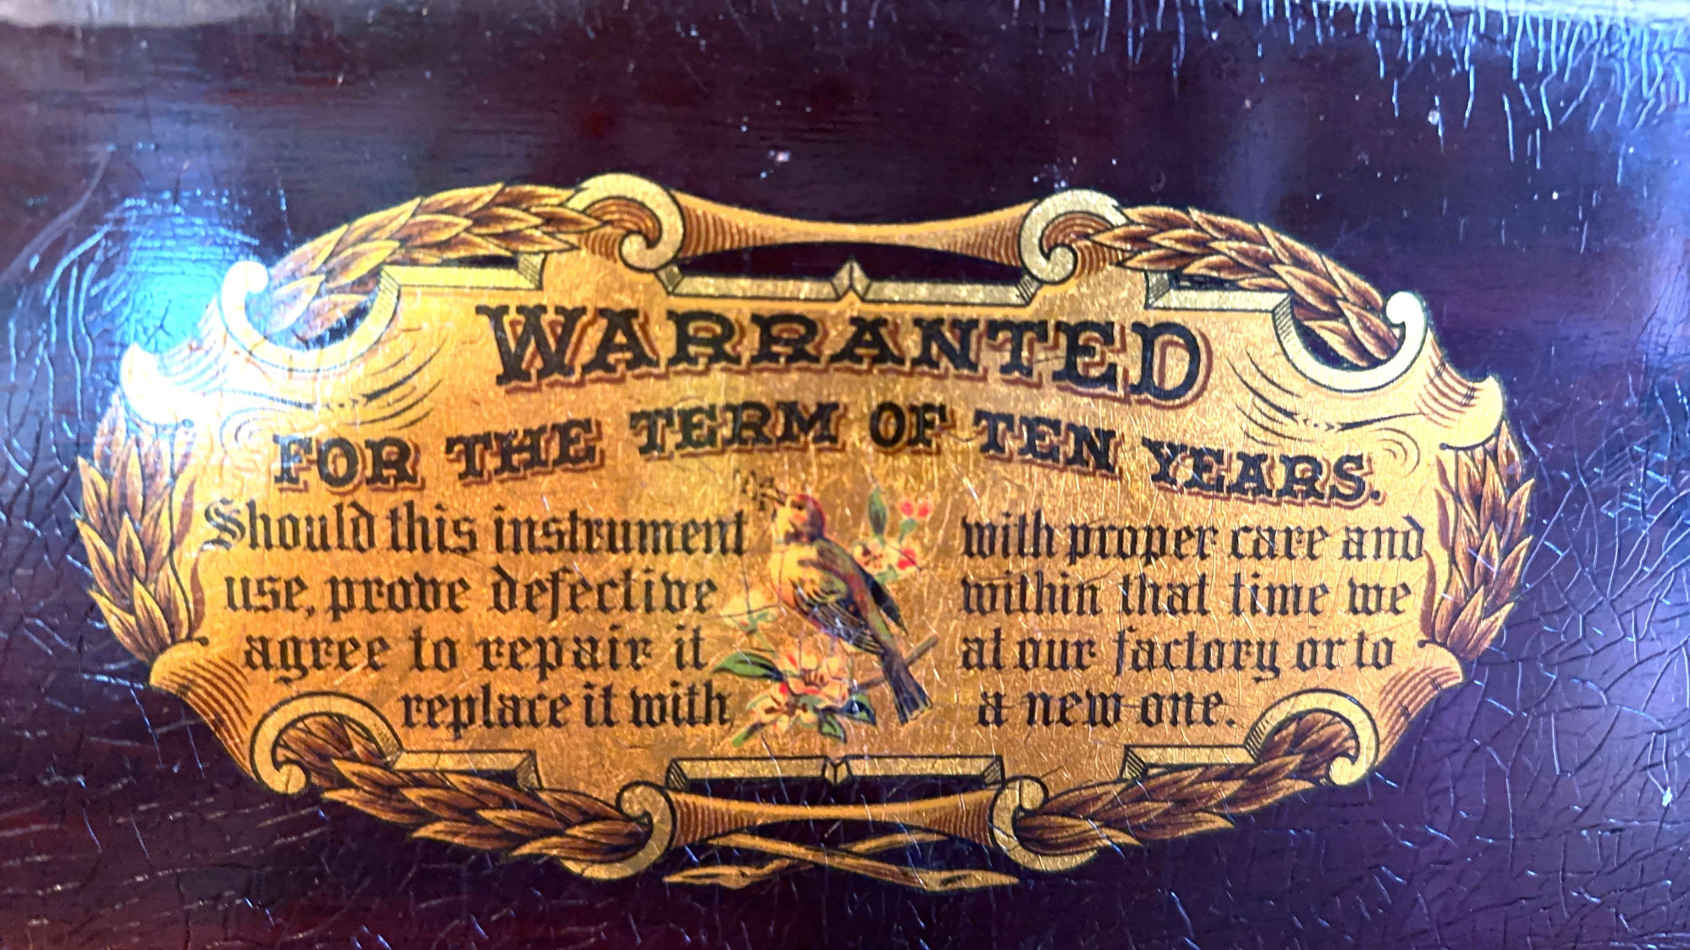 WARRANTED
FOR THE TERM OF TEN YEARS.
Should this instrument with proper care and
use, prove defective within that time we
agree to repair it at our factory or to
replace it with a new one.